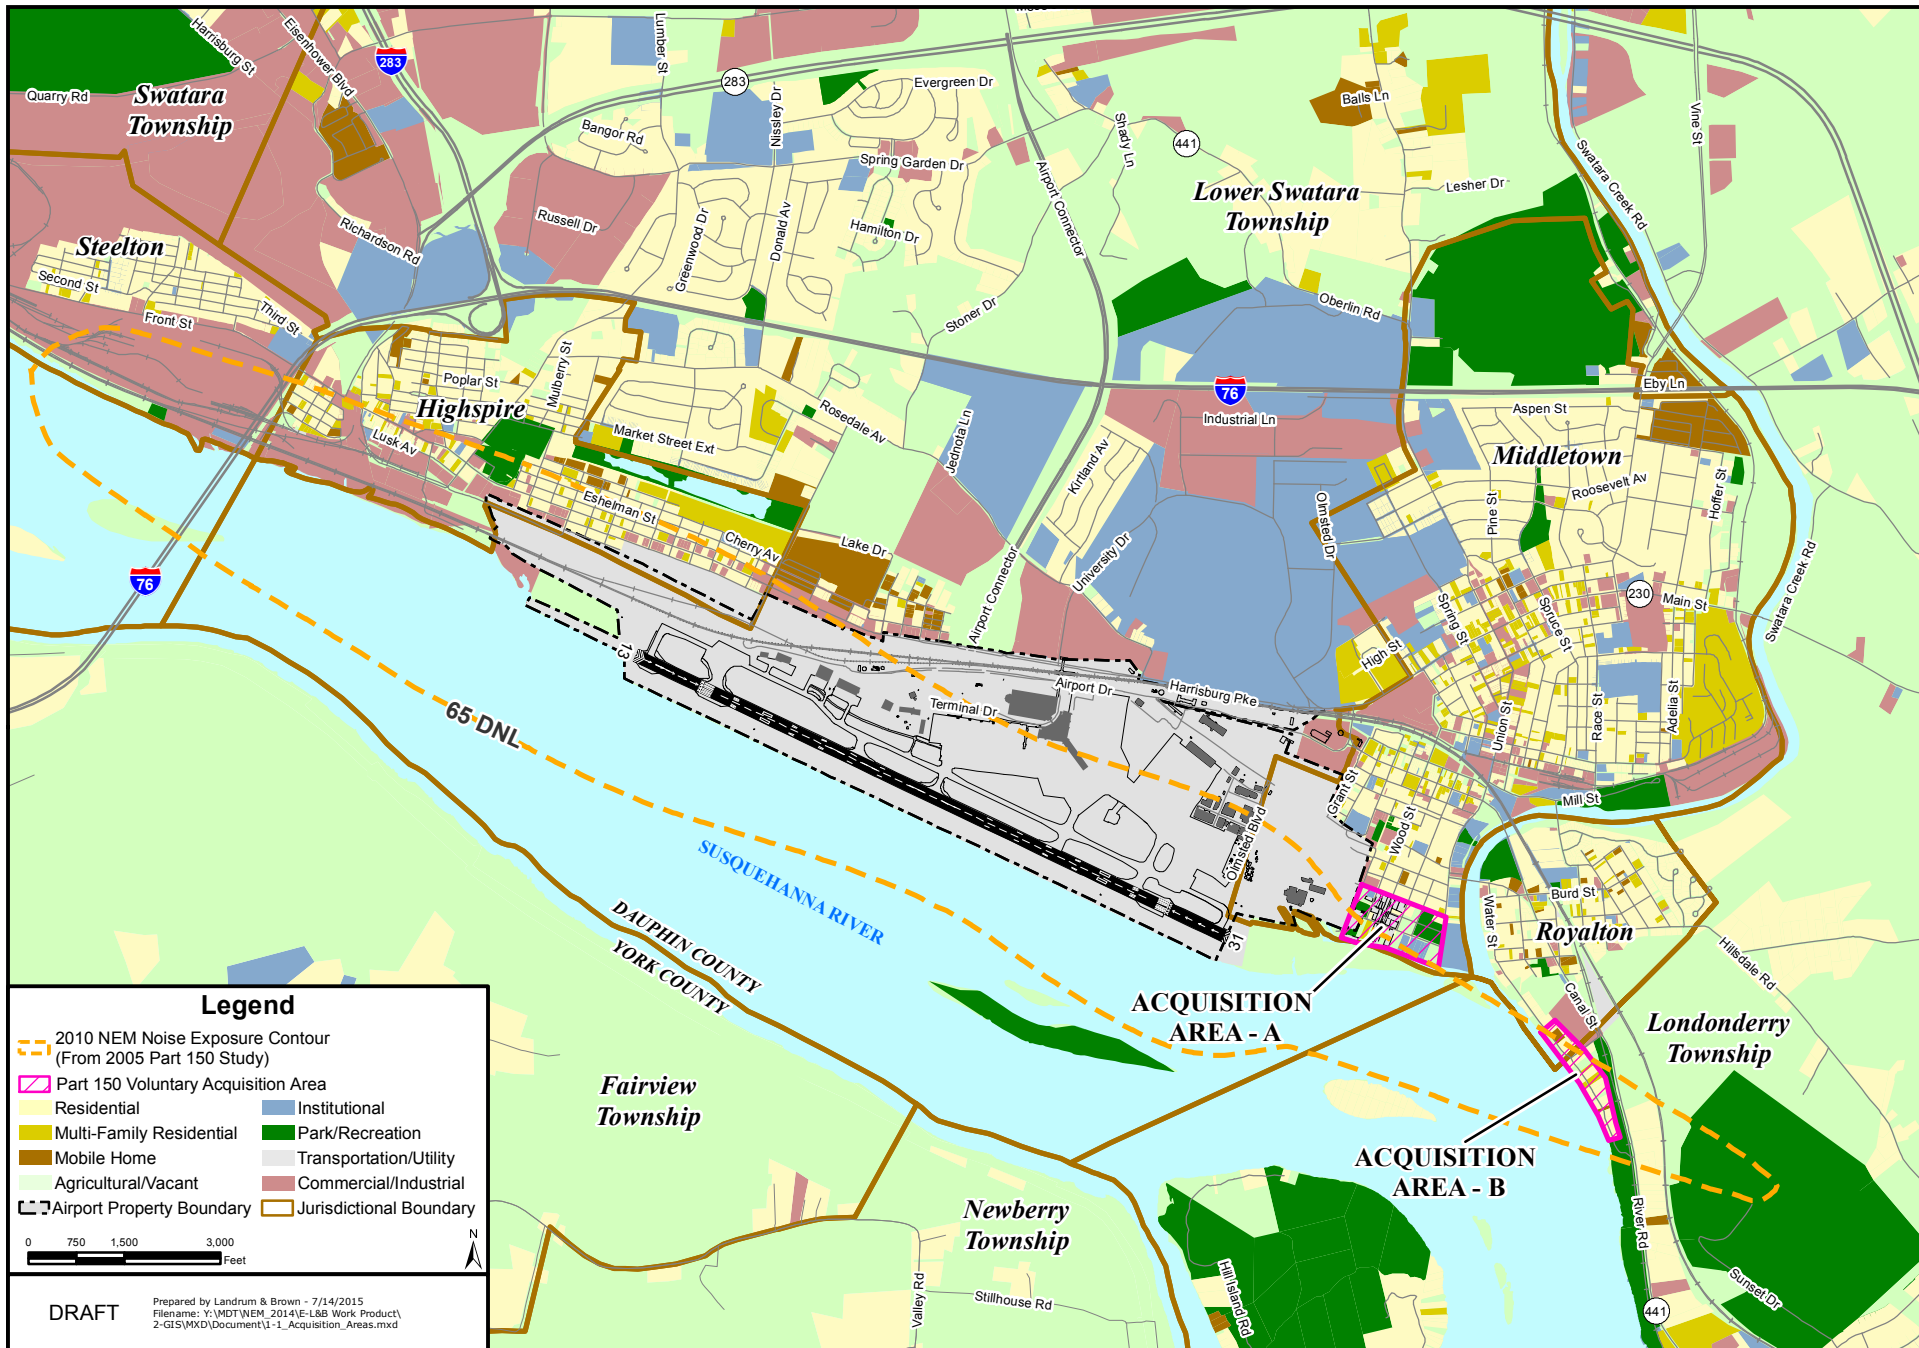 Harrisburg St
Eisenhower Blvd
283
Lumber St
283
Nissley Dr
Evergreen Dr
Quarry Rd
Swatara
Township
Bangor Rd
Spring Garden Dr
Shady Ln
441
Balls Ln
Vine St
Swatara Creek Rd
Lesher Dr
Lower Swatara
Township
Airport Connector
Russell Dr
Richardson Rd
Greenwood Dr
Donald Av
Hamilton Dr
Steelton
Second St
Front St
Third St
Stoner Dr
Oberlin Rd
Poplar St
Mulberry St
Highspire
Lusk Av
Market Street Ext
Rosedale Av
Jednota Ln
76
Industrial Ln
Eby Ln
Aspen St
Middletown
Kirtland Av
Roosevelt Av
Pine St
Hoffer St
Eshelman St
Cherry Av
Lake Dr
Olmsted Dr
University Dr
Airport Connector
76
230
Main St
Spring St
Spruce St
Swatara Creek Rd
High St
13
Airport Dr
Harrisburg Pke
Terminal Dr
Union St
Race St
Adelia St
65 DNL
Grant St
Wood St
Mill St
Olmsted Blvd
SUSQUEHANNA RIVER
Burd St
Water St
Royalton
31
Hillsdale Rd
DAUPHIN COUNTY
YORK COUNTY
Canal St
ACQUISITION
AREA - A
Londonderry
Township
Fairview
Township
ACQUISITION
AREA - B
Newberry
Township
River Rd
Hill Island Rd
Valley Rd
Stillhouse Rd
Sunset Dr
441
Legend
2010 NEM Noise Exposure Contour
(From 2005 Part 150 Study)
Part 150 Voluntary Acquisition Area
Residential
Institutional
Multi-Family Residential
Park/Recreation
Mobile Home
Transportation/Utility
Agricultural/Vacant
Commercial/Industrial
Airport Property Boundary
Jurisdictional Boundary
0 750 1,500 3,000
Feet
N
DRAFT
Prepared by Landrum & Brown - 7/14/2015
Filename: Y:\MDT\NEM_2014\E-L&B Work Product\
2-GIS\MXD\Document\1-1_Acquisition_Areas.mxd